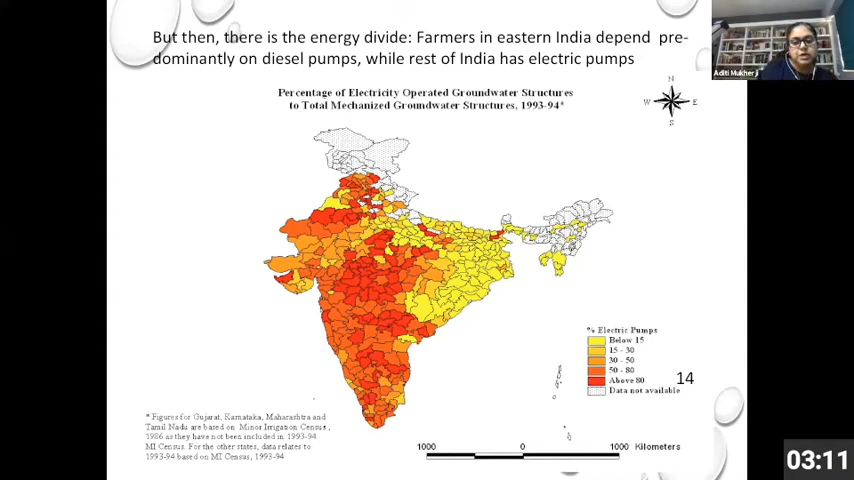 But then, there is the energy divide: Farmers in eastern India depend pre-
dominantly on diesel pumps, while rest of India has electric pumps
Aditi Mukherji
Percentage of Electricity Operated Groundwater Structures
to Total Mechanized Groundwater Structures, 1993-94*
N
W E
S
% Electric Pumps
Below 15
15 - 30
30 - 50
50 - 80
Above 80
Data not available
14
* Figures for Gujarat, Karnataka, Maharashtra and
Tamil Nadu are based on Minor Irrigation Census,
1986 as they have not been included in 1993-94
MI Census. For the other states, data relates to
1993-94 based on MI Census, 1993-94
1000 0 1000 Kilometers
03:11